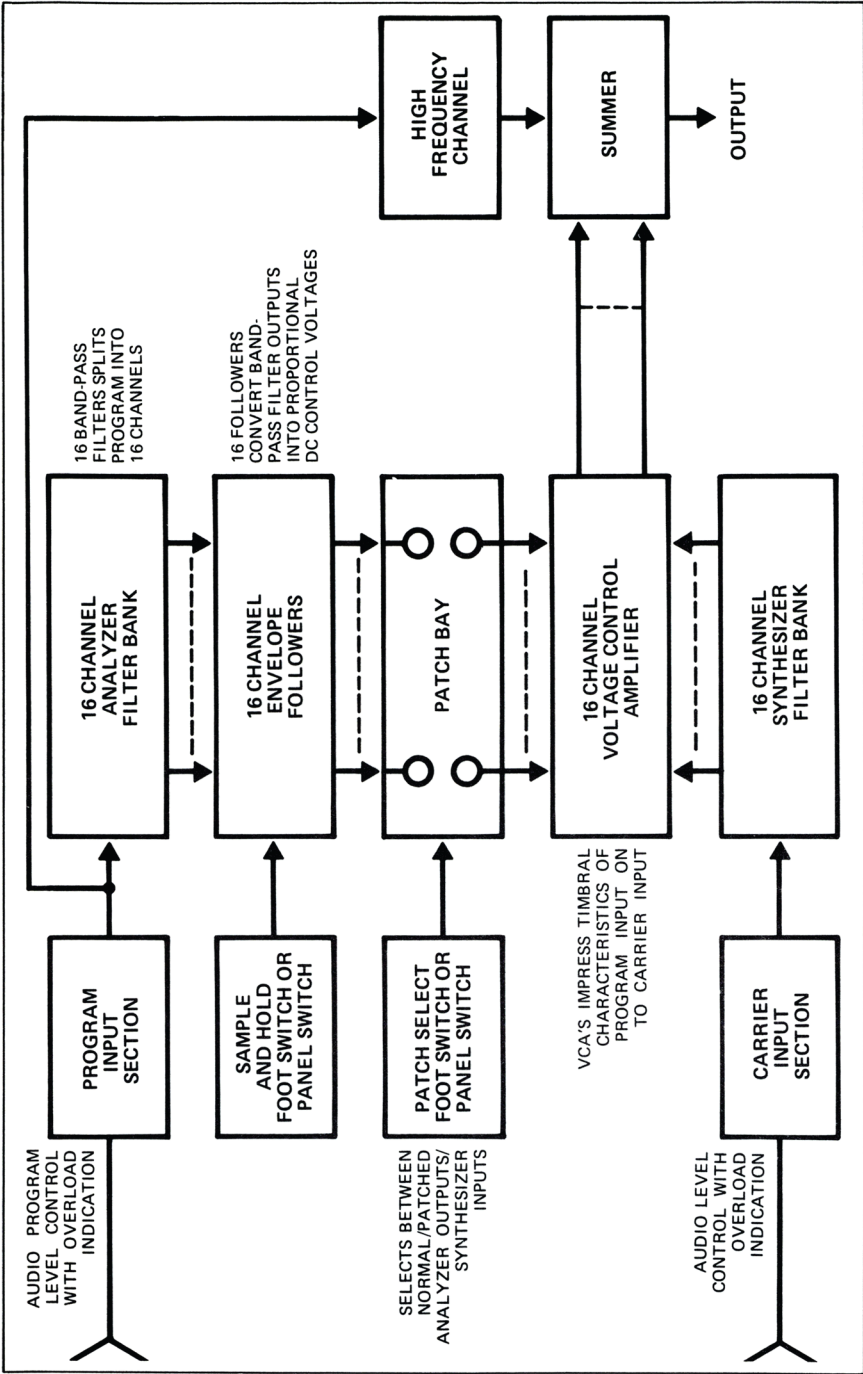 AUDIO PROGRAM
LEVEL CONTROL
WITH OVERLOAD
INDICATION
PROGRAM
INPUT
SECTION
16 CHANNEL
ANALYZER
FILTER BANK
16 BAND-PASS
FILTERS SPLITS
PROGRAM INTO
16 CHANNELS
SAMPLE
AND HOLD
FOOT SWITCH OR
PANEL SWITCH
16 CHANNEL
ENVELOPE
FOLLOWERS
16 FOLLOWERS
CONVERT BAND-
PASS FILTER OUTPUTS
INTO PROPORTIONAL
DC CONTROL VOLTAGES
SELECTS BETWEEN
NORMAL/PATCHED
ANALYZER OUTPUTS/
SYNTHESIZER
INPUTS
PATCH SELECT
FOOT SWITCH OR
PANEL SWITCH
PATCH BAY
HIGH
FREQUENCY
CHANNEL
VCA'S IMPRESS TIMBRAL
CHARACTERISTICS OF
PROGRAM INPUT ON
TO CARRIER INPUT
16 CHANNEL
VOLTAGE CONTROL
AMPLIFIER
SUMMER
OUTPUT
AUDIO LEVEL
CONTROL WITH
OVERLOAD
INDICATION
CARRIER
INPUT
SECTION
16 CHANNEL
SYNTHESIZER
FILTER BANK